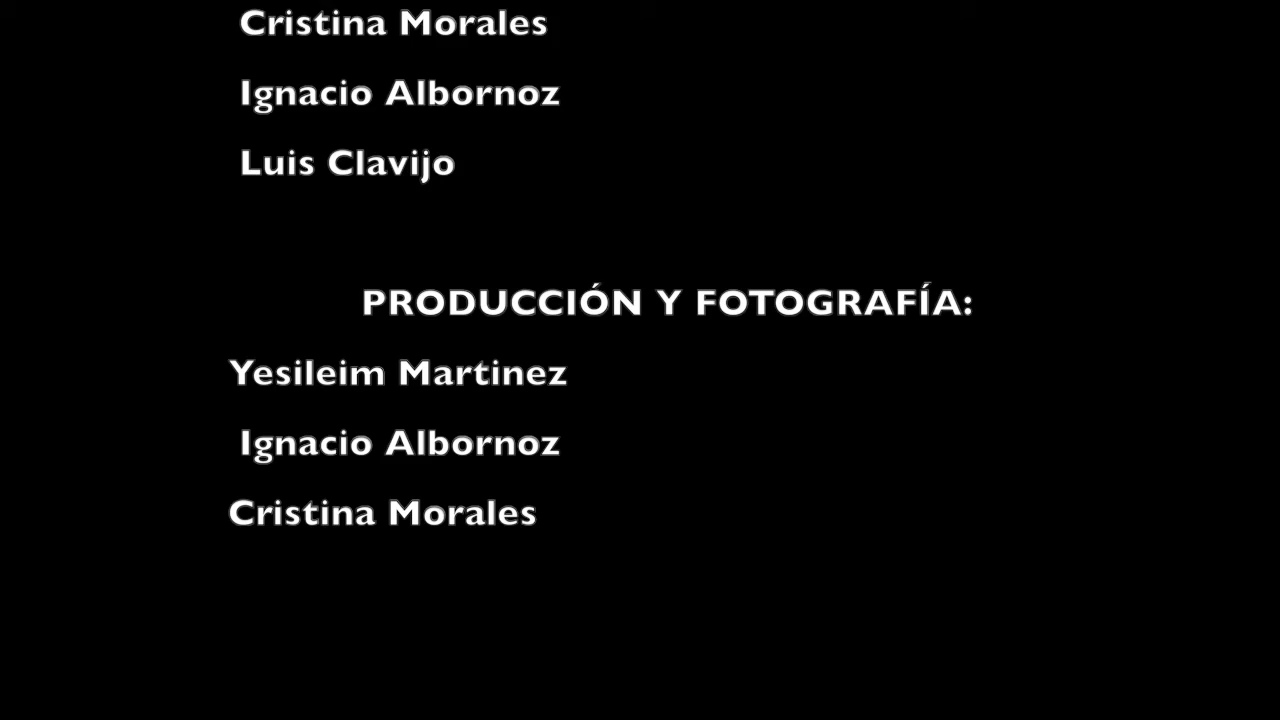 Cristina Morales
Ignacio Albornoz
Luis Clavijo
PRODUCCIÓN Y FOTOGRAFÍA:
Yesileim Martinez
Ignacio Albornoz
Cristina Morales